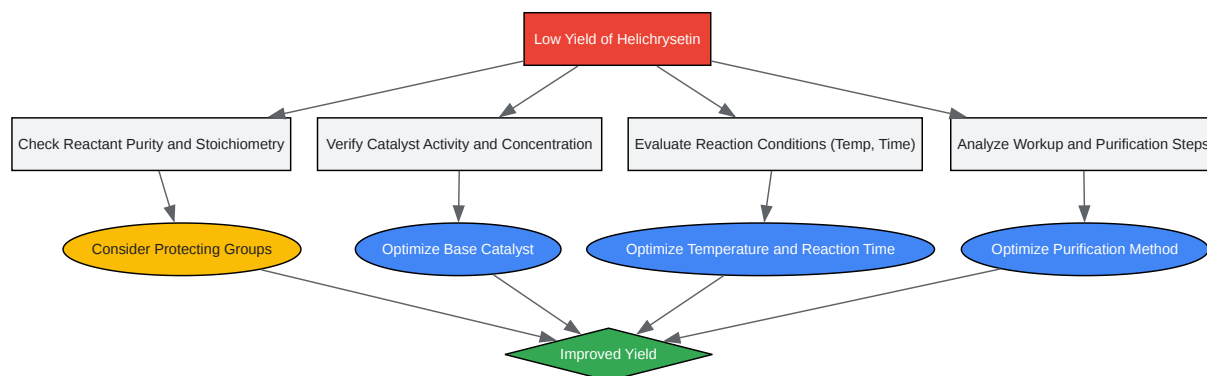 Low Yield of Helichrysetin
Check Reactant Purity and Stoichiometry
Verify Catalyst Activity and Concentration
Evaluate Reaction Conditions (Temp, Time)
Analyze Workup and Purification Steps
Consider Protecting Groups
Optimize Base Catalyst
Optimize Temperature and Reaction Time
Optimize Purification Method
Improved Yield